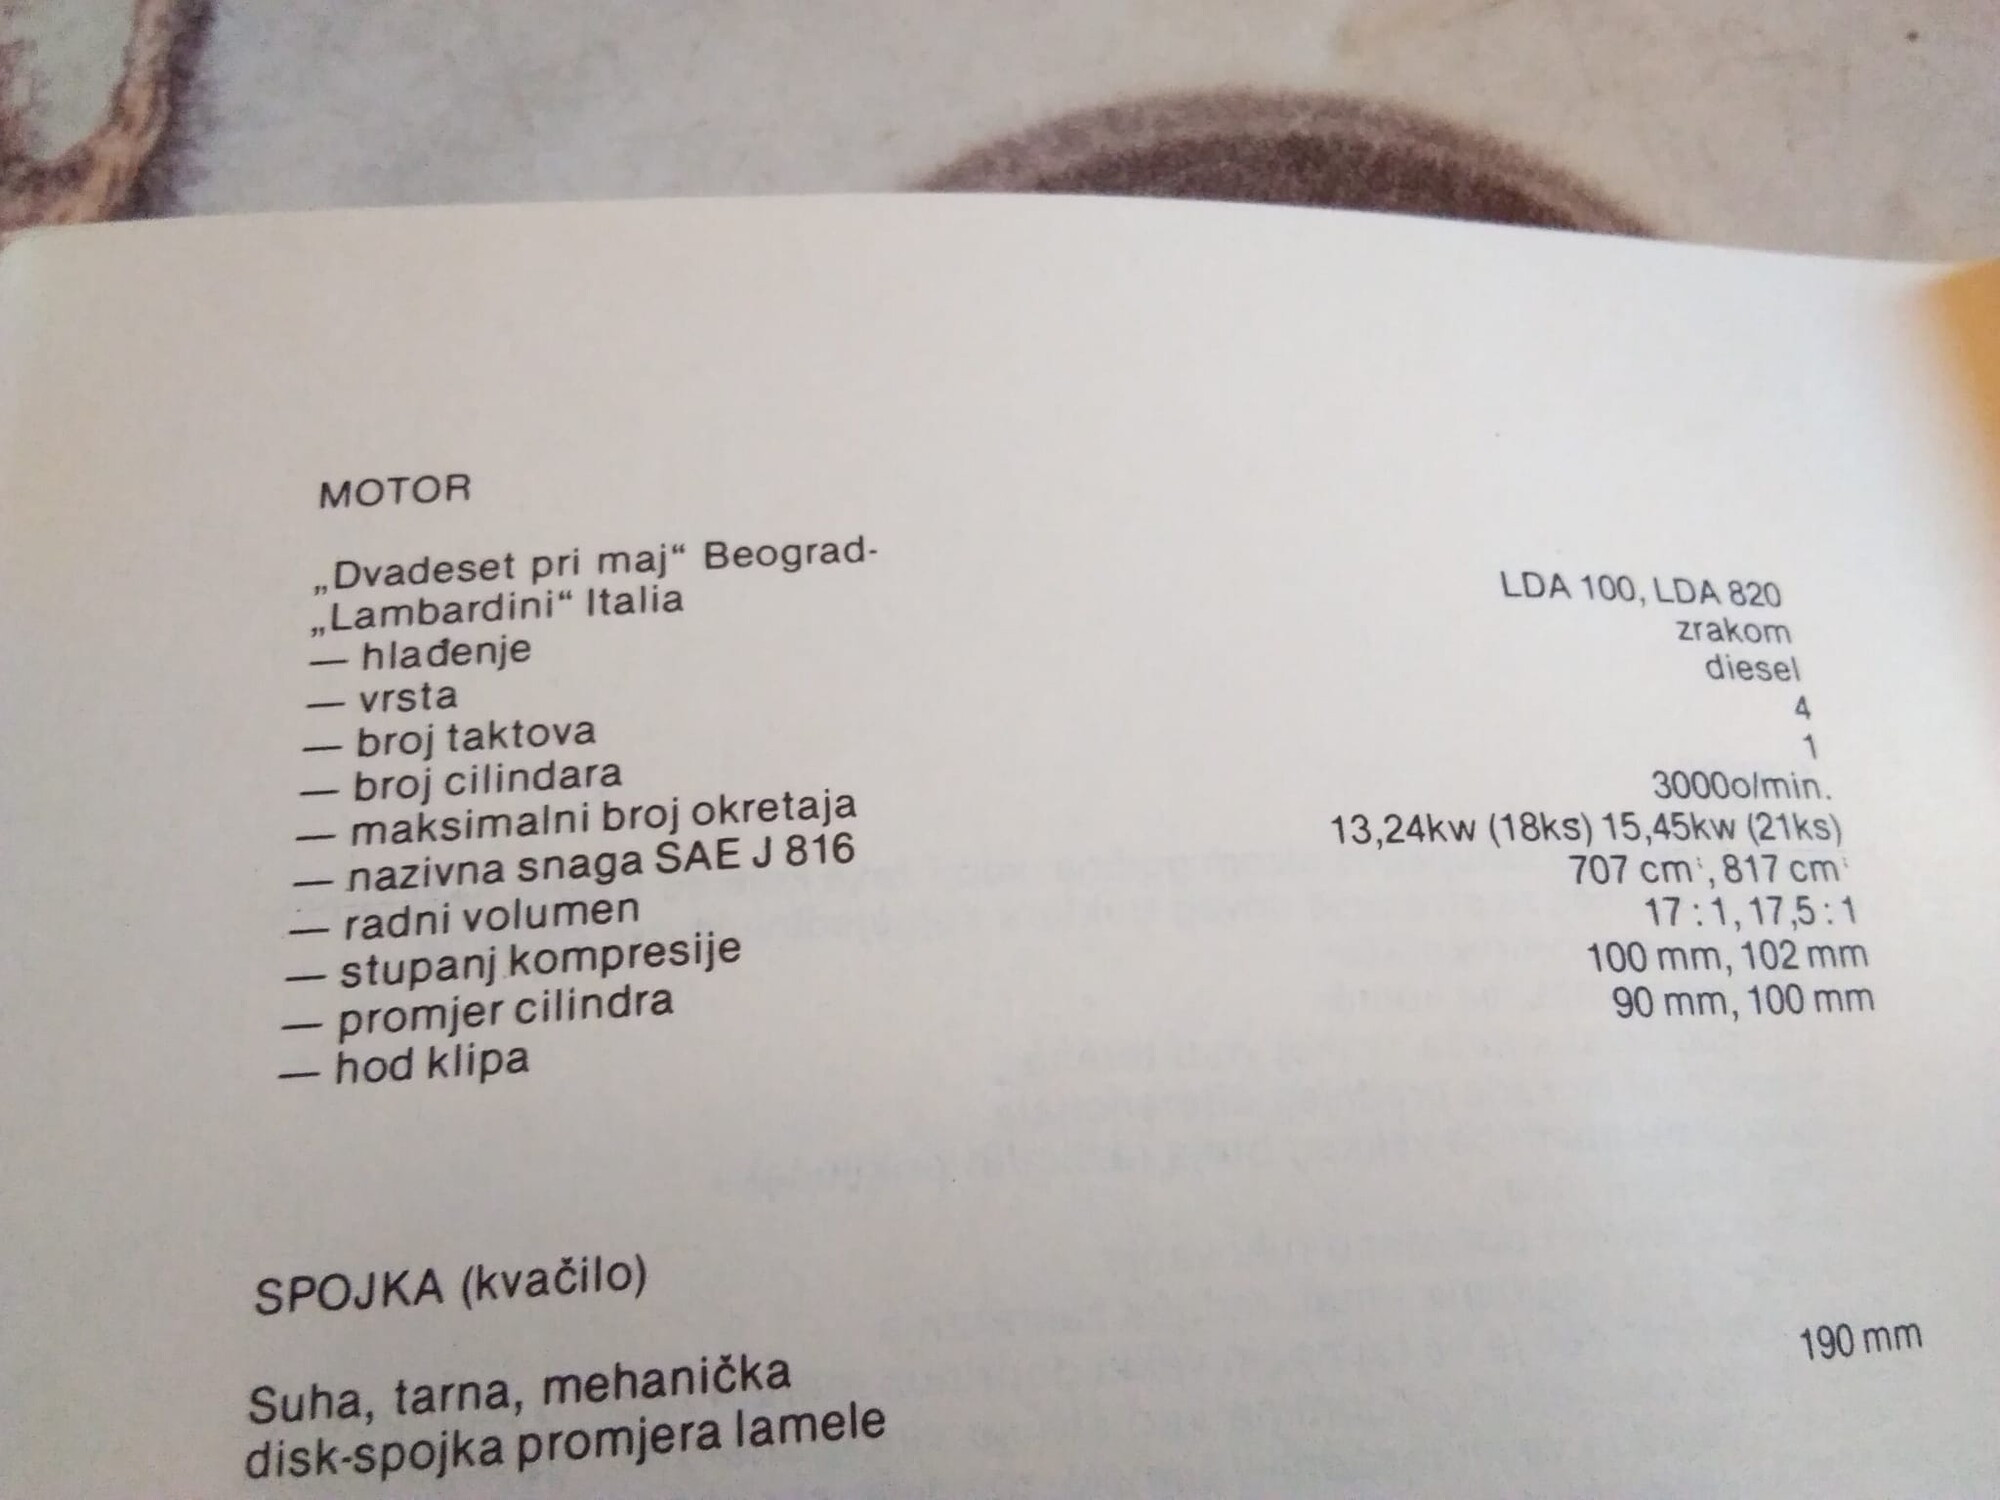 MOTOR
„Dvadeset pri maj“ Beograd-
„Lambardini“ Italia LDA 100, LDA 820
— hlađenje zrakom
— vrsta diesel
— broj taktova 4
— broj cilindara 1
— maksimalni broj okretaja 3000o/min.
— nazivna snaga SAE J 816 13,24kw (18ks) 15,45kw (21ks)
— radni volumen 707 cm³, 817 cm³
— stupanj kompresije 17 : 1, 17,5 : 1
— promjer cilindra 100 mm, 102 mm
— hod klipa 90 mm, 100 mm
SPOJKA (kvačilo)
Suha, tarna, mehanička
disk-spojka promjera lamele 190 mm